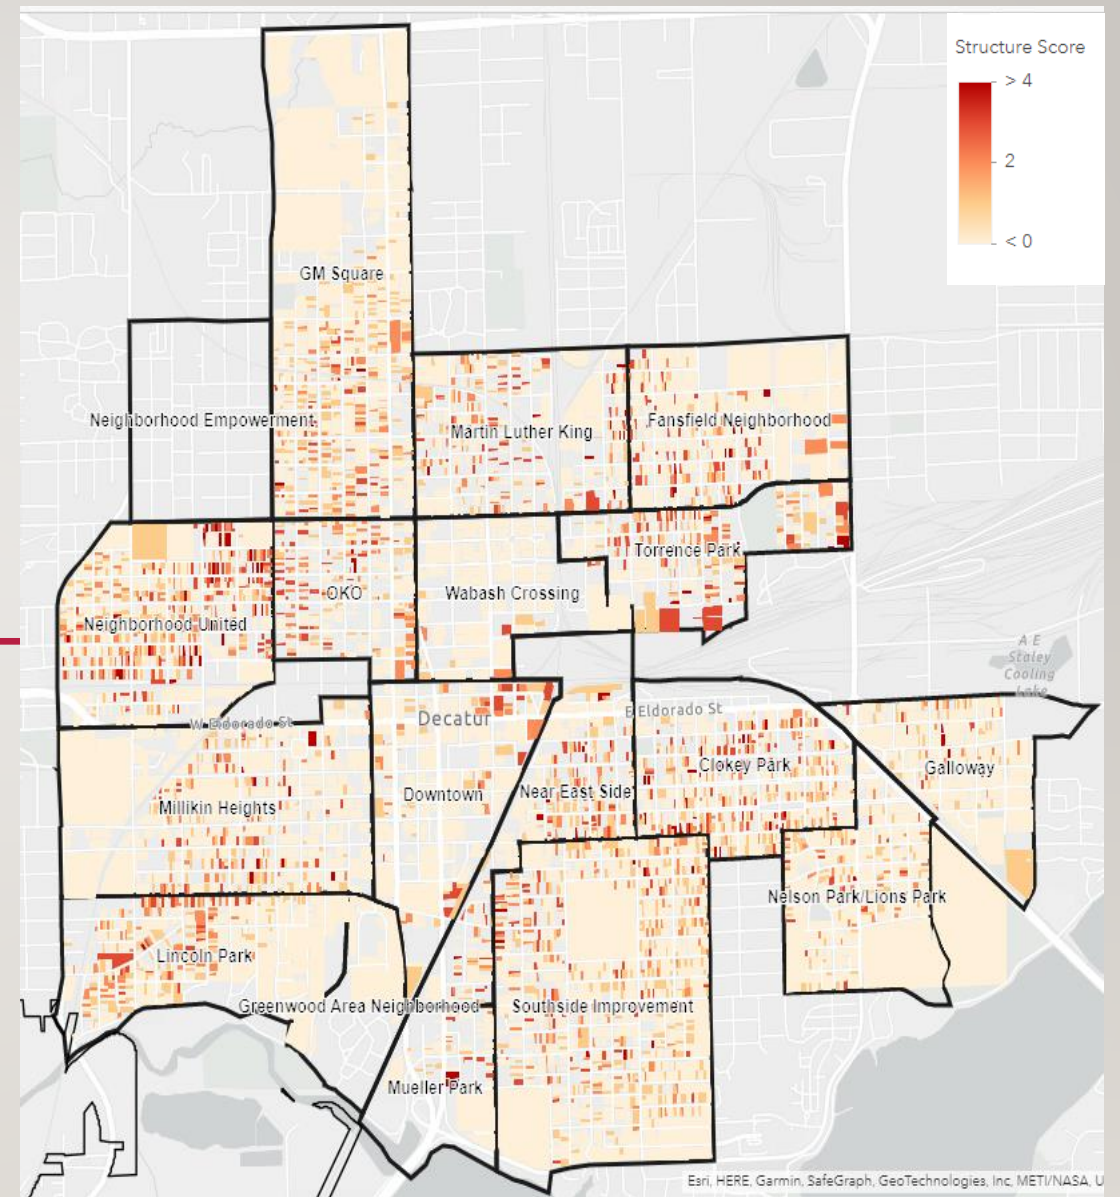 Structure Score
> 4
2
< 0
GM Square
Neighborhood Empowerment
Martin Luther King
Fansfield Neighborhood
Torrence Park
OKO
Wabash Crossing
Neighborhood United
A E
Staley
Cooling
Lake
W Eldorado St
Decatur
E Eldorado St
Clokey Park
Galloway
Millikin Heights
Downtown
Near East Side
Nelson Park/Lions Park
Lincoln Park
Greenwood Area Neighborhood
Southside Improvement
Mueller Park
Esri, HERE, Garmin, SafeGraph, GeoTechnologies, Inc, METI/NASA, U